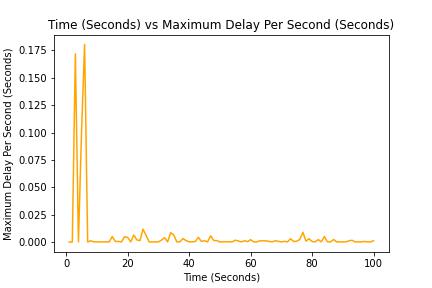 Time (Seconds) vs Maximum Delay Per Second (Seconds)
Maximum Delay Per Second (Seconds)
0.175
0.150
0.125
0.100
0.075
0.050
0.025
0.000
0 20 40 60 80 100
Time (Seconds)